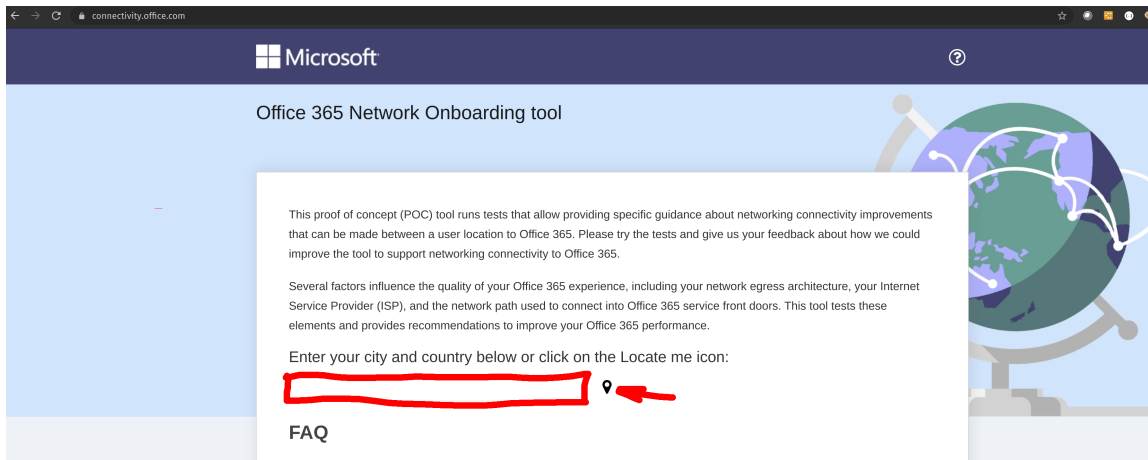 connectivity.office.com
Microsoft
Office 365 Network Onboarding tool
This proof of concept (POC) tool runs tests that allow providing specific guidance about networking connectivity improvements
that can be made between a user location to Office 365. Please try the tests and give us your feedback about how we could
improve the tool to support networking connectivity to Office 365.
Several factors influence the quality of your Office 365 experience, including your network egress architecture, your Internet
Service Provider (ISP), and the network path used to connect into Office 365 service front doors. This tool tests these
elements and provides recommendations to improve your Office 365 performance.
Enter your city and country below or click on the Locate me icon:
FAQ